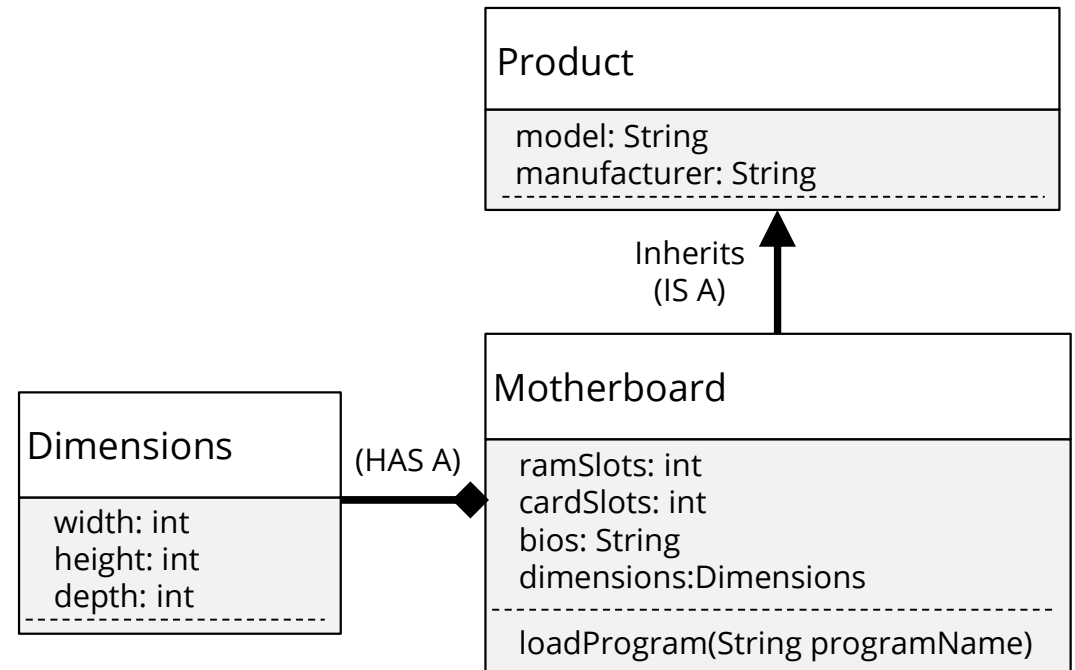 Product
model: String
manufacturer: String
Inherits
(IS A)
Motherboard
ramSlots: int
cardSlots: int
bios: String
dimensions:Dimensions
loadProgram(String programName)
(HAS A)
Dimensions
width: int
height: int
depth: int